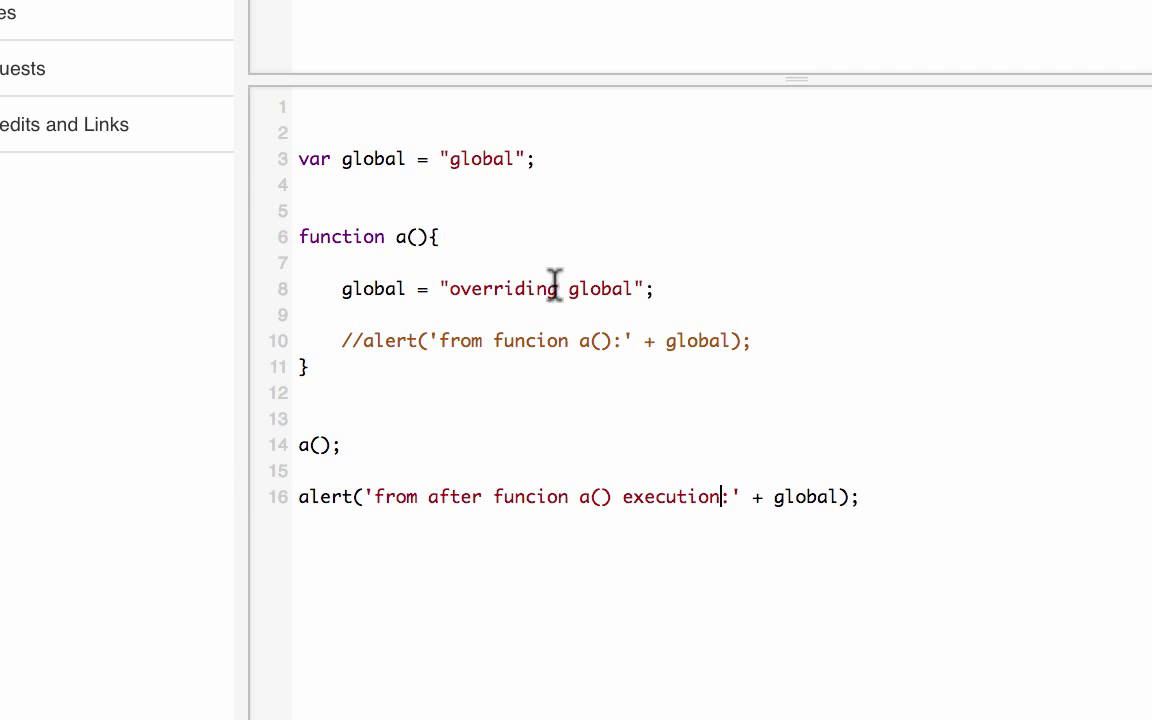 es
uests
edits and Links
1
2
3 var global = "global";
4
5
6 function a(){
7
8 global = "overriding global";
9
10 //alert('from funcion a():' + global);
11 }
12
13
14 a();
15
16 alert('from after funcion a() execution:' + global);